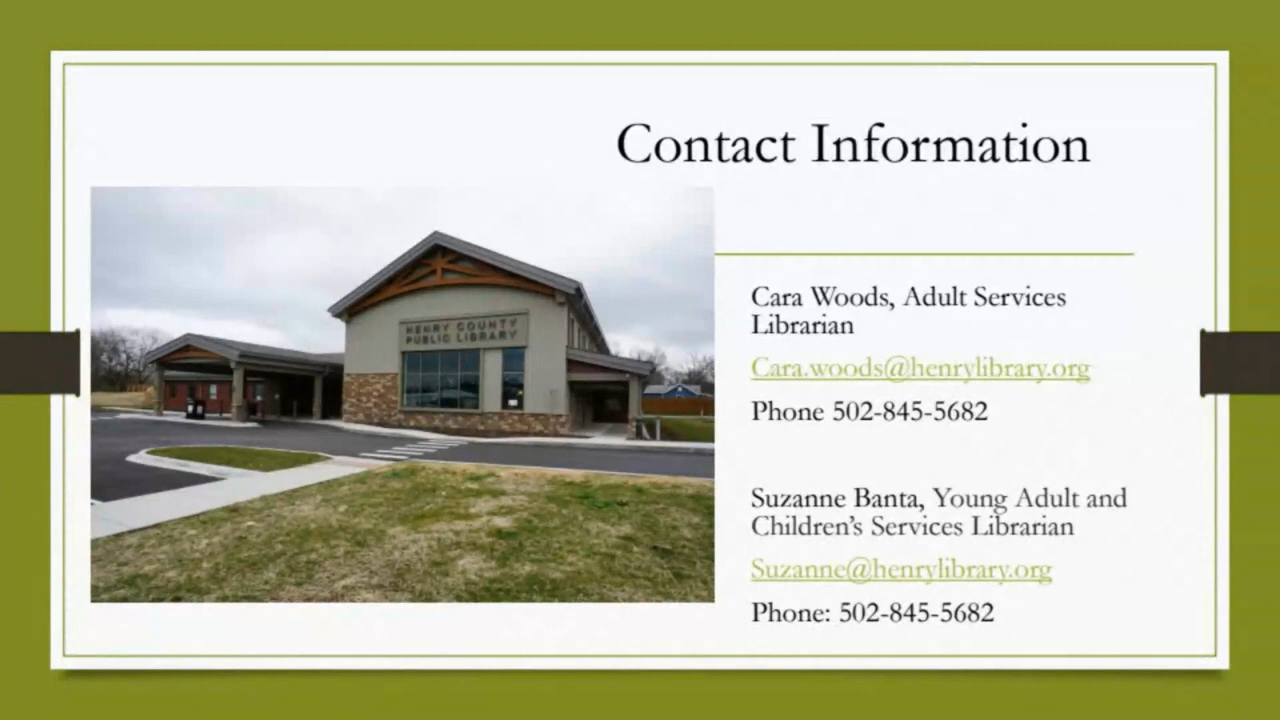 Contact Information
HENRY COUNTY
PUBLIC LIBRARY
Cara Woods, Adult Services
Librarian
Cara.woods@henrylibrary.org
Phone 502-845-5682
Suzanne Banta, Young Adult and
Children’s Services Librarian
Suzanne@henrylibrary.org
Phone: 502-845-5682